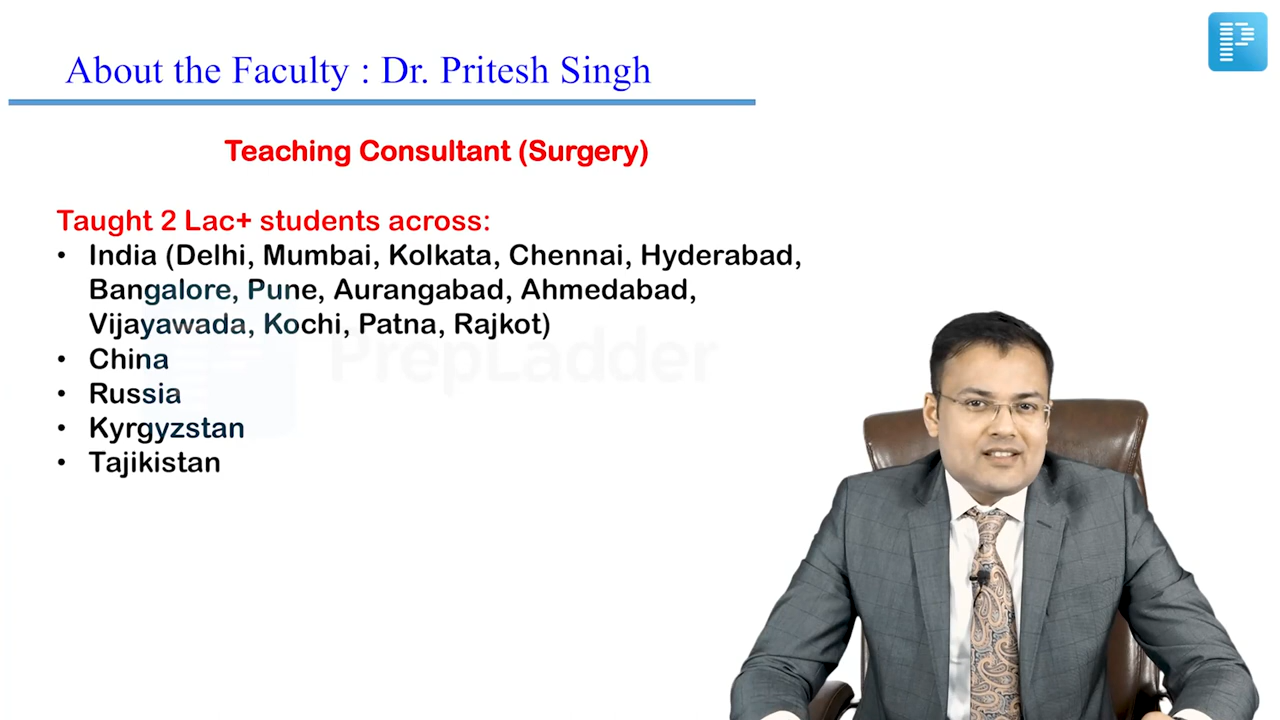 About the Faculty : Dr. Pritesh Singh
Teaching Consultant (Surgery)
Taught 2 Lac+ students across:
• India (Delhi, Mumbai, Kolkata, Chennai, Hyderabad,
Bangalore, Pune, Aurangabad, Ahmedabad,
Vijayawada, Kochi, Patna, Rajkot)
PrepLadder
• China
• Russia
• Kyrgyzstan
• Tajikistan